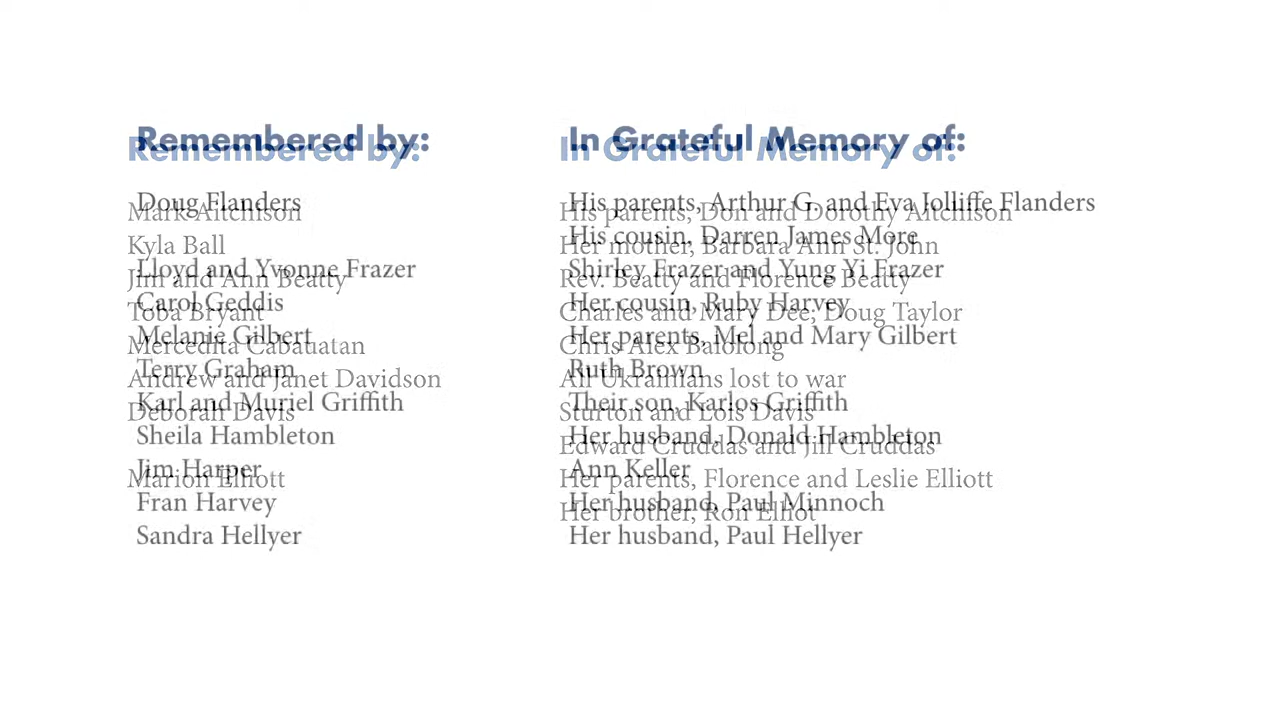 Remembered by:
In Grateful Memory of:
Mark Aitchison
His parents, Don and Dorothy Aitchison
Kyla Ball
Her mother, Barbara Ann St. John
Jim and Ann Beatty
Rev. Beatty and Florence Beatty
Toba Bryant
Charles and Mary Dee; Doug Taylor
Mercedita Cabauatan
Chris Alex Balolong
Andrew and Janet Davidson
All Ukrainians lost to war
Deborah Davis
Sturton and Lois Davis
Edward Cruddas and Jill Cruddas
Marion Elliott
Her parents, Florence and Leslie Elliott
Her brother, Ron Elliot
Remembered by:
In Grateful Memory of:
Doug Flanders
His parents, Arthur G. and Eva Jolliffe Flanders
His cousin, Darren James More
Lloyd and Yvonne Frazer
Shirley Frazer and Yung Yi Frazer
Carol Geddis
Her cousin, Ruby Harvey
Melanie Gilbert
Her parents, Mel and Mary Gilbert
Terry Graham
Ruth Brown
Karl and Muriel Griffith
Their son, Karlos Griffith
Sheila Hambleton
Her husband, Donald Hambleton
Jim Harper
Ann Keller
Fran Harvey
Her husband, Paul Minnoch
Sandra Hellyer
Her husband, Paul Hellyer